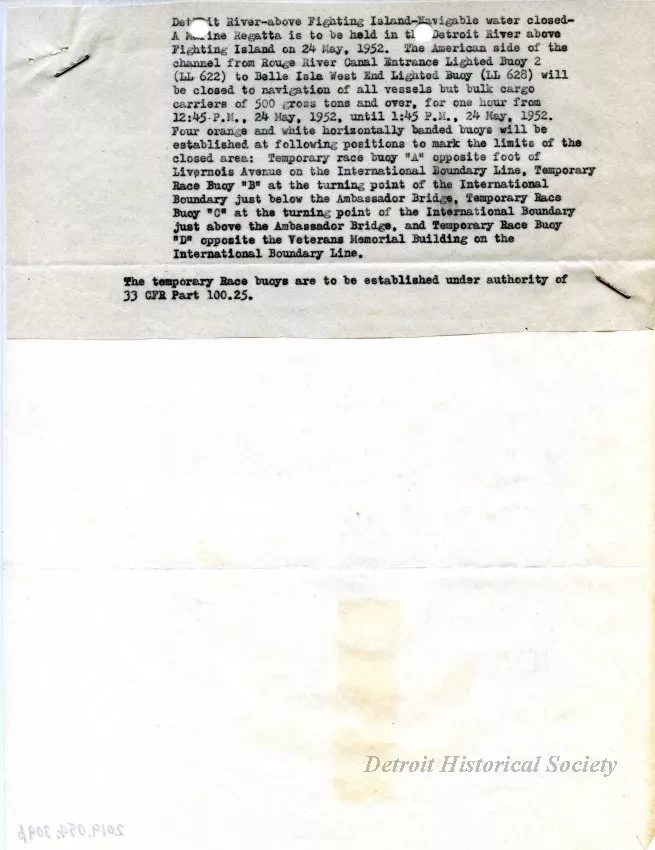 Detroit River-above Fighting Island-Navigable water closed-
A Marine Regatta is to be held in the Detroit River above
Fighting Island on 24 May, 1952. The American side of the
channel from Rouge River Canal Entrance Lighted Buoy 2
(LL 622) to Belle Isla West End Lighted Buoy (LL 628) will
be closed to navigation of all vessels but bulk cargo
carriers of 500 gross tons and over, for one hour from
12:45 P.M., 24 May, 1952, until 1:45 P.M., 24 May, 1952.
Four orange and white horizontally banded buoys will be
established at following positions to mark the limits of the
closed area: Temporary race buoy "A" opposite foot of
Livernois Avenue on the International Boundary Line, Temporary
Race Buoy "B" at the turning point of the International
Boundary just below the Ambassador Bridge, Temporary Race
Buoy "C" at the turning point of the International Boundary
just above the Ambassador Bridge, and Temporary Race Buoy
"D" opposite the Veterans Memorial Building on the
International Boundary Line.
The temporary Race buoys are to be established under authority of
33 CFR Part 100.25.
Detroit Historical Society